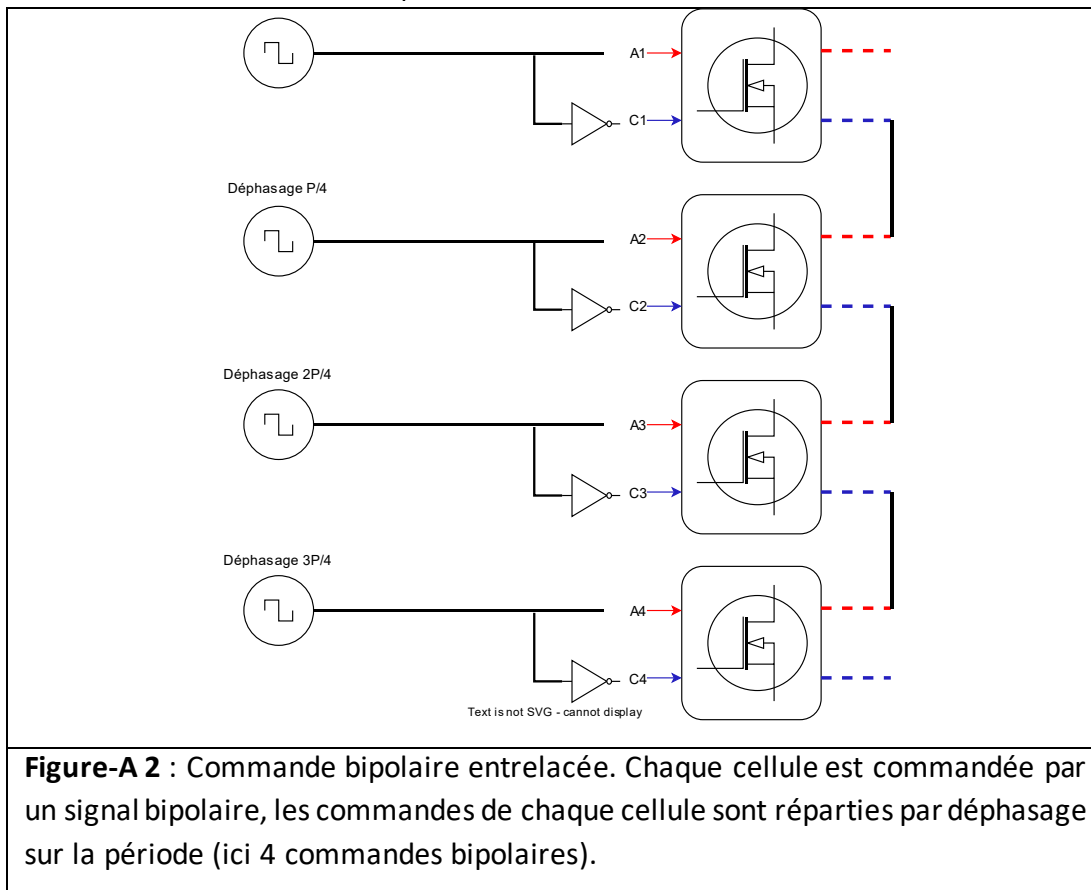 A1
C1
Déphasage P/4
A2
C2
Déphasage 2P/4
A3
C3
Déphasage 3P/4
A4
C4
Text is not SVG - cannot display
Figure-A 2 : Commande bipolaire entrelacée. Chaque cellule est commandée par
un signal bipolaire, les commandes de chaque cellule sont réparties par déphasage
sur la période (ici 4 commandes bipolaires).